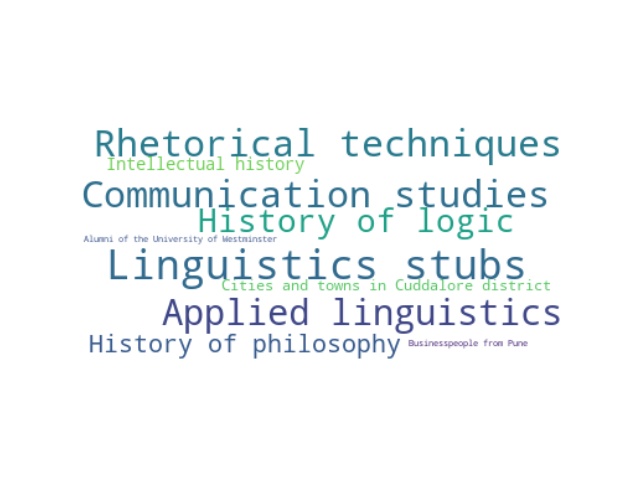 Rhetorical techniques
Intellectual history
Communication studies
History of logic
Alumni of the University of Westminster
Linguistics stubs
Cities and towns in Cuddalore district
Applied linguistics
History of philosophy
Businesspeople from Pune